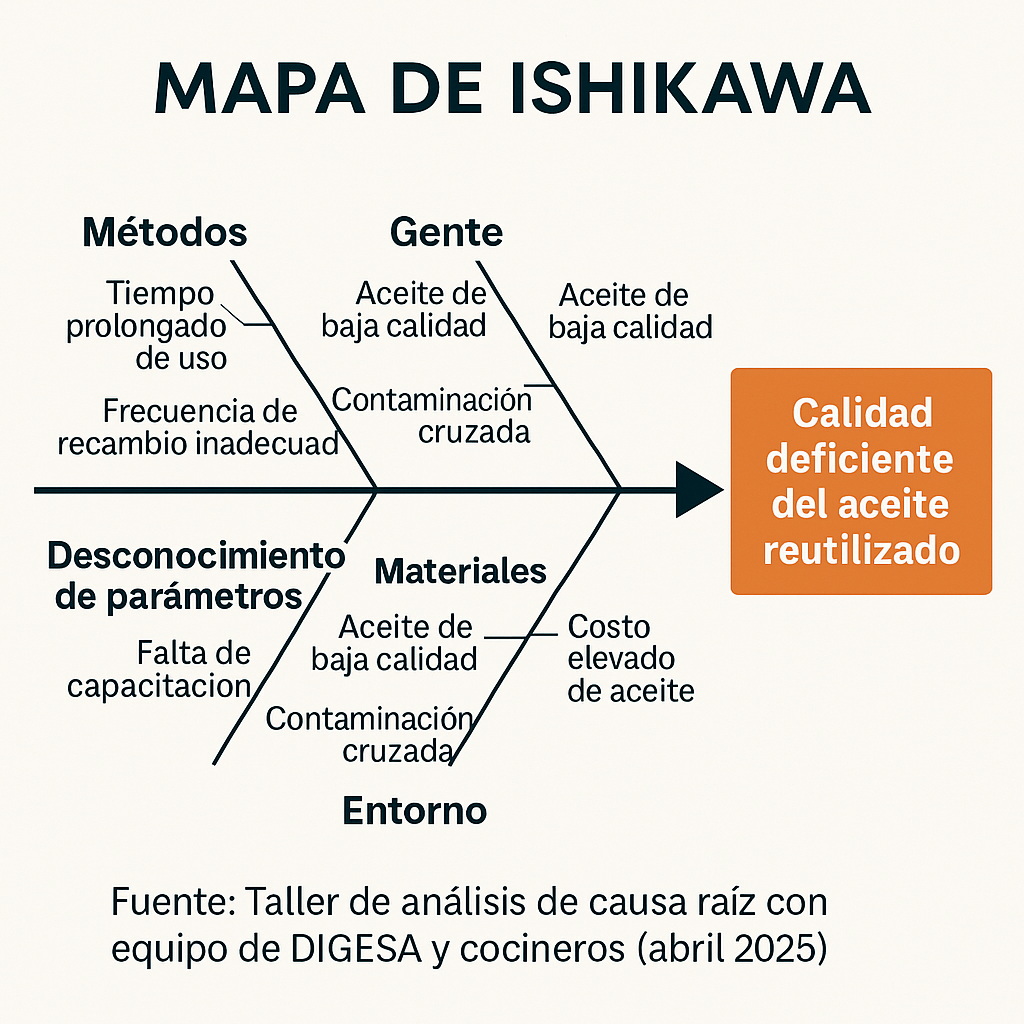 MAPA DE ISHIKAWA
Métodos
Tiempo
prolongado
de uso
Frecuencia de
recambio inadecuad
Gente
Aceite de
baja calidad
Contaminación
cruzada
Aceite de
baja calidad
Calidad
deficiente
del aceite
reutilizado
Desconocimiento
de parámetros
Falta de
capacitacion
Materiales
Aceite de
baja calidad
Contaminación
cruzada
Costo
elevado
de aceite
Entorno
Fuente: Taller de análisis de causa raíz con
equipo de DIGESA y cocineros (abril 2025)